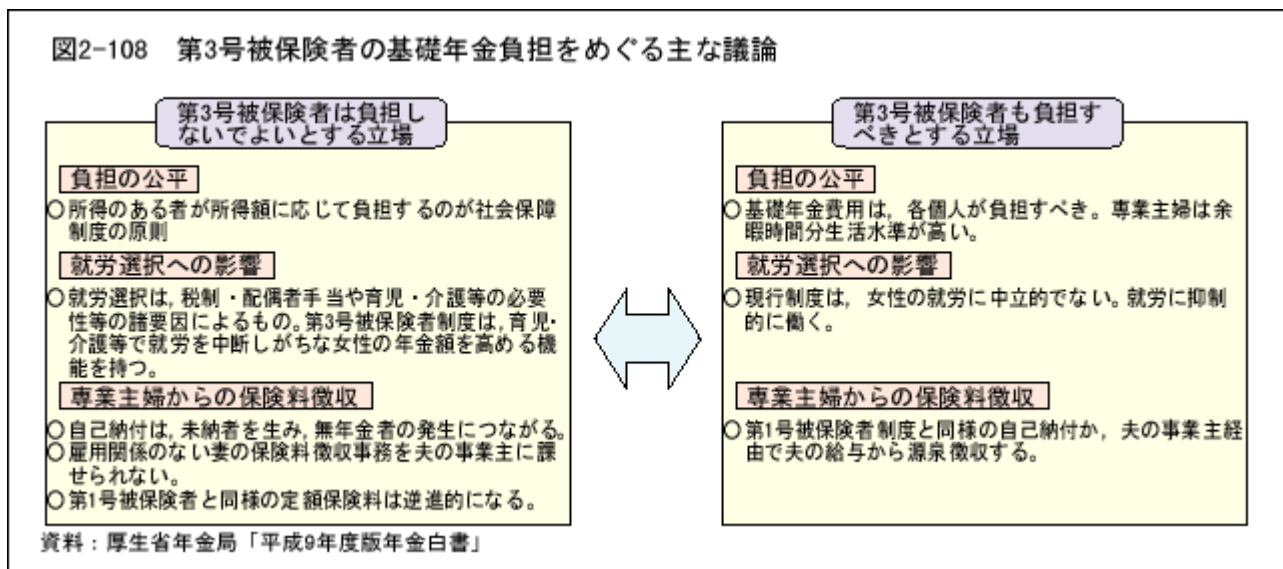 図2-108　第3号被保険者の基礎年金負担をめぐる主な議論
第3号被保険者は負担し
ないでよいとする立場
負担の公平
○所得のある者が所得額に応じて負担するのが社会保障
制度の原則
就労選択への影響
○就労選択は，税制・配偶者手当や育児・介護等の必要
性等の諸要因によるもの。第3号被保険者制度は，育児・
介護等で就労を中断しがちな女性の年金額を高める機
能を持つ。
専業主婦からの保険料徴収
○自己納付は，未納者を生み，無年金者の発生につながる。
○雇用関係のない妻の保険料徴収事務を夫の事業主に課
せられない。
○第1号被保険者と同様の定額保険料は逆進的になる。
第3号被保険者も負担す
べきとする立場
負担の公平
○基礎年金費用は，各個人が負担すべき。専業主婦は余
暇時間分生活水準が高い。
就労選択への影響
○現行制度は，女性の就労に中立的でない。就労に抑制
的に働く。
専業主婦からの保険料徴収
○第1号被保険者制度と同様の自己納付か，夫の事業主経
由で夫の給与から源泉徴収する。
資料：厚生省年金局「平成9年度版年金白書」